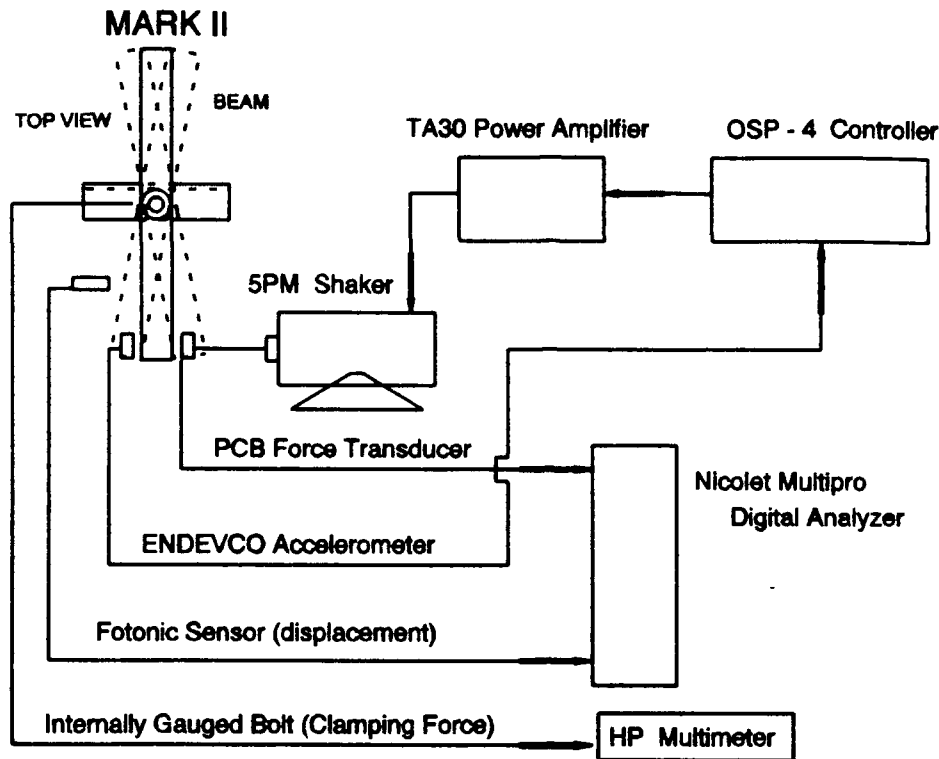 MARK II
TOP VIEW
BEAM
TA30 Power Amplifier
OSP - 4 Controller
5PM Shaker
PCB Force Transducer
Nicolet Multipro
Digital Analyzer
ENDEVCO Accelerometer
Fotonic Sensor (displacement)
Internally Gauged Bolt (Clamping Force)
HP Multimeter